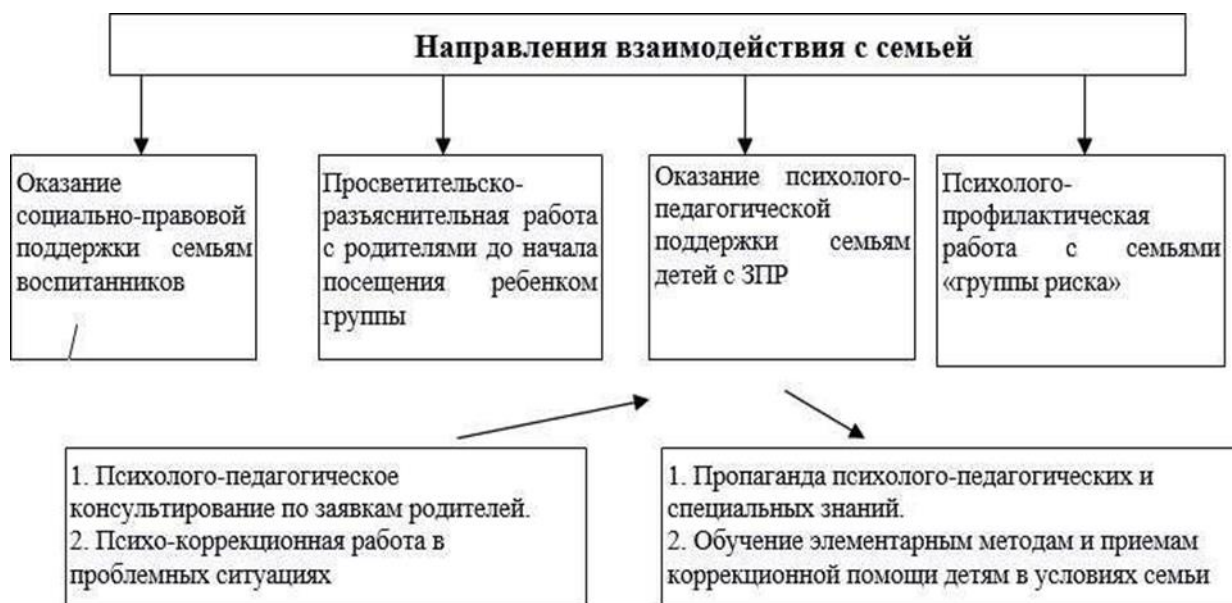 Направления взаимодействия с семьей
Оказание
социально-правовой
поддержки семьям
воспитанников
Просветительско-
разъяснительная работа
с родителями до начала
посещения ребенком
группы
Оказание психолого-
педагогической
поддержки семьям
детей с ЗПР
Психолого-
профилактическая
работа с семьями
«группы риска»
1. Психолого-педагогическое
консультирование по заявкам родителей.
2. Психо-коррекционная работа в
проблемных ситуациях
1. Пропаганда психолого-педагогических и
специальных знаний.
2. Обучение элементарным методам и приемам
коррекционной помощи детям в условиях семьи